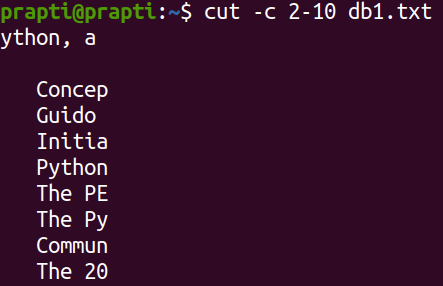 prapti@prapti:~$ cut -c 2-10 db1.txt
ython, a
Concep
Guido
Initia
Python
The PE
The Py
Commun
The 20